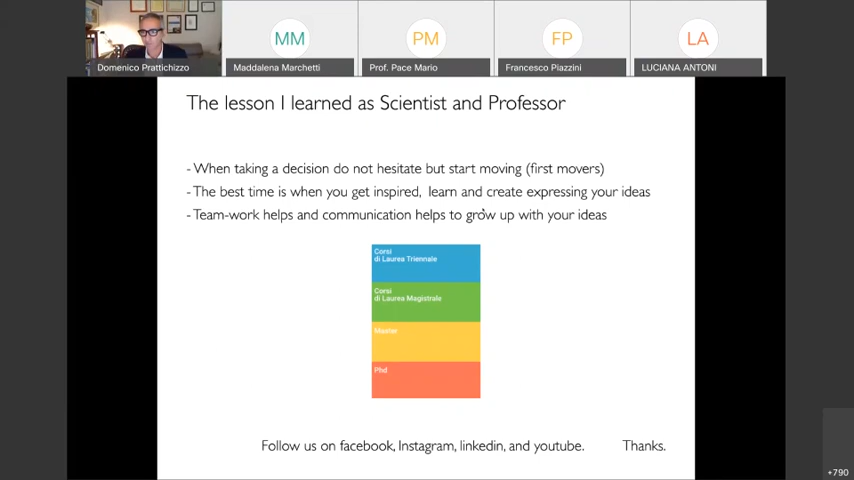 MM
PM
FP
LA
Domenico Prattichizzo
Maddalena Marchetti
Prof. Pace Mario
Francesco Piazzini
LUCIANA ANTONI
The lesson I learned as Scientist and Professor
- When taking a decision do not hesitate but start moving (first movers)
- The best time is when you get inspired, learn and create expressing your ideas
- Team-work helps and communication helps to grow up with your ideas
Corsi
di Laurea Triennale
Corsi
di Laurea Magistrale
Master
Phd
Follow us on facebook, Instagram, linkedin, and youtube. Thanks.
+790